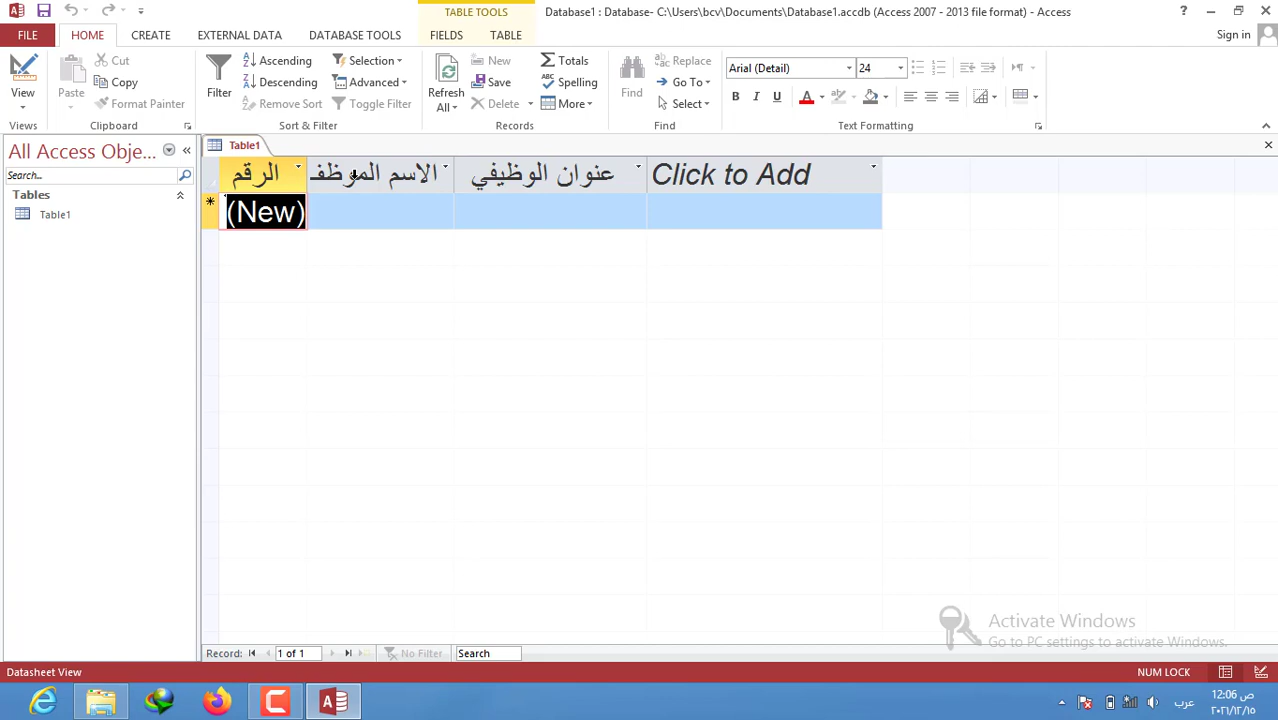 TABLE TOOLS
Database1 : Database- C:\Users\bcv\Documents\Database1.accdb (Access 2007 - 2013 file format) - Access
FILE HOME CREATE EXTERNAL DATA DATABASE TOOLS FIELDS TABLE
Sign in
View
Views
Paste
Cut
Copy
Format Painter
Clipboard
Filter
Ascending
Descending
Remove Sort
Selection
Advanced
Toggle Filter
Sort & Filter
Refresh
All
New
Save
Delete
Totals
Spelling
More
Records
Find
Replace
Go To
Select
Find
Arial (Detail)
24
B I U A
Text Formatting
All Access Obje...
Search...
Tables
Table1
Table1
الرقم
الاسم الموظف
عنوان الوظيفي
Click to Add
(New)
Activate Windows
Go to PC settings to activate Windows.
Record: 1 of 1 No Filter Search
Datasheet View
NUM LOCK
عرب
12:06 ص
٢٠٢١/١٢/١٥